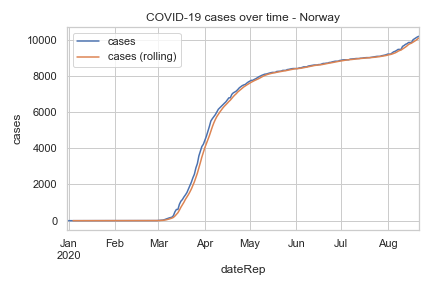 COVID-19 cases over time - Norway
cases
cases (rolling)
10000
8000
6000
4000
2000
0
cases
Jan Feb Mar Apr May Jun Jul Aug
2020
dateRep